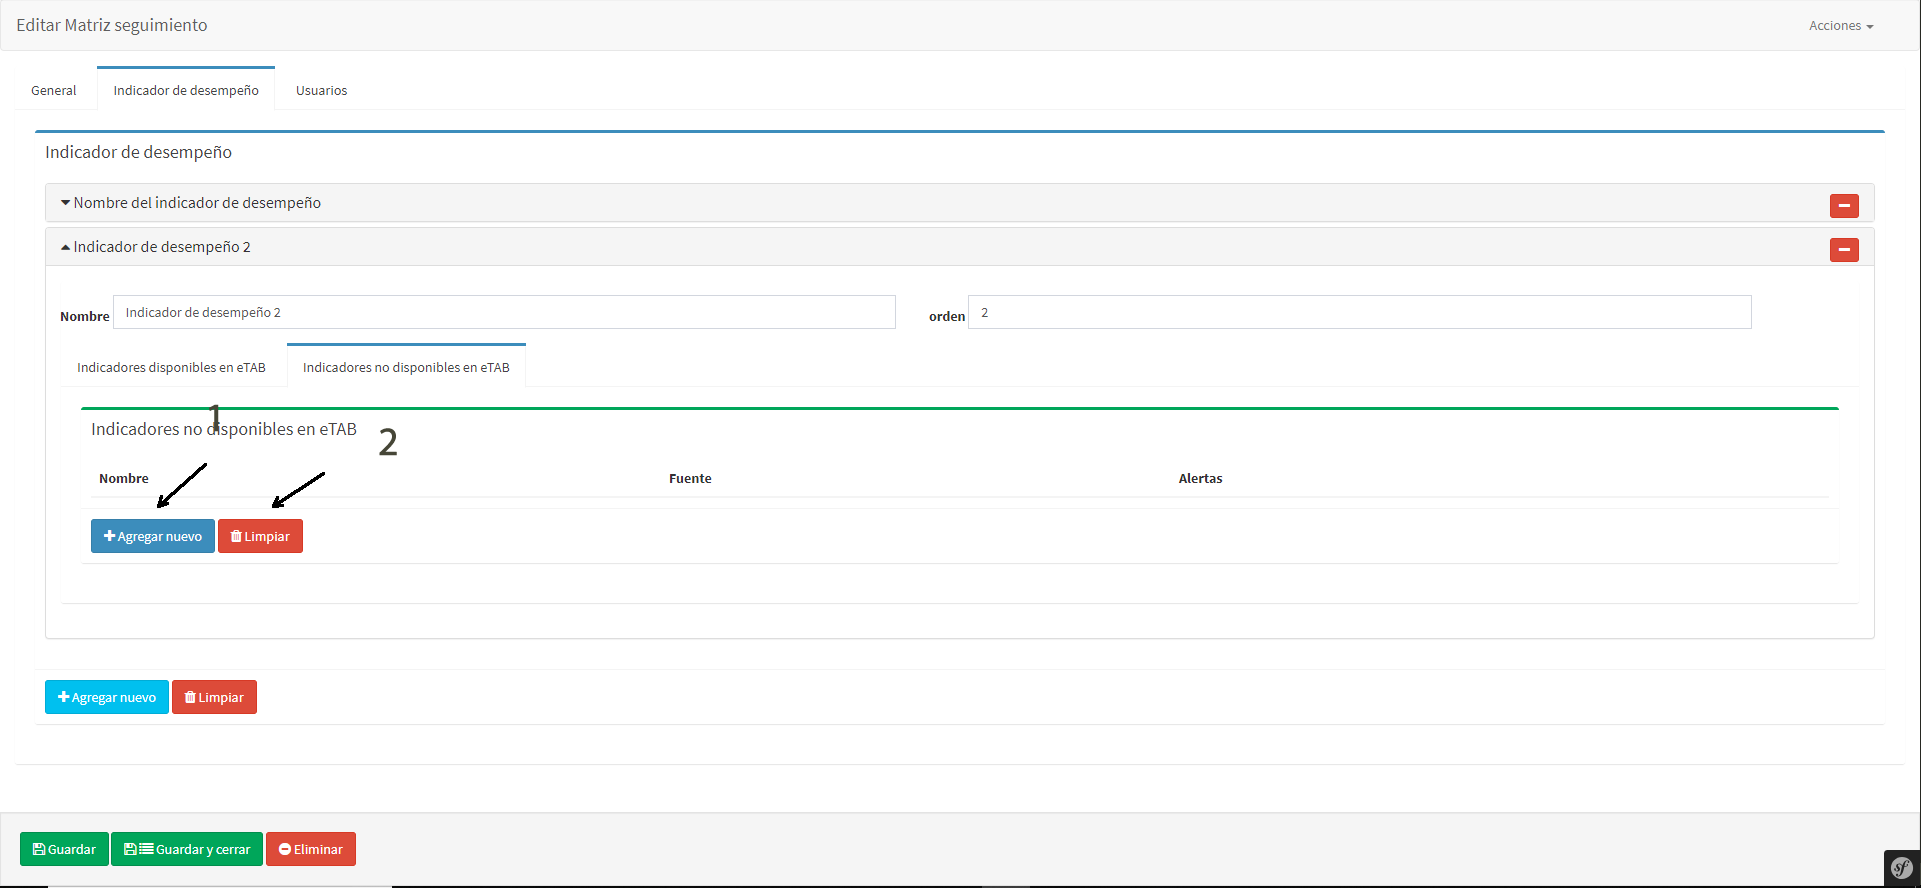 Editar Matriz seguimiento
Acciones
General
Indicador de desempeño
Usuarios
Indicador de desempeño
Nombre del indicador de desempeño
Indicador de desempeño 2
Nombre
Indicador de desempeño 2
orden
2
Indicadores disponibles en eTAB
Indicadores no disponibles en eTAB
1
Indicadores no disponibles en eTAB
2
Nombre
Fuente
Alertas
Agregar nuevo
Limpiar
Agregar nuevo
Limpiar
Guardar
Guardar y cerrar
Eliminar
sf